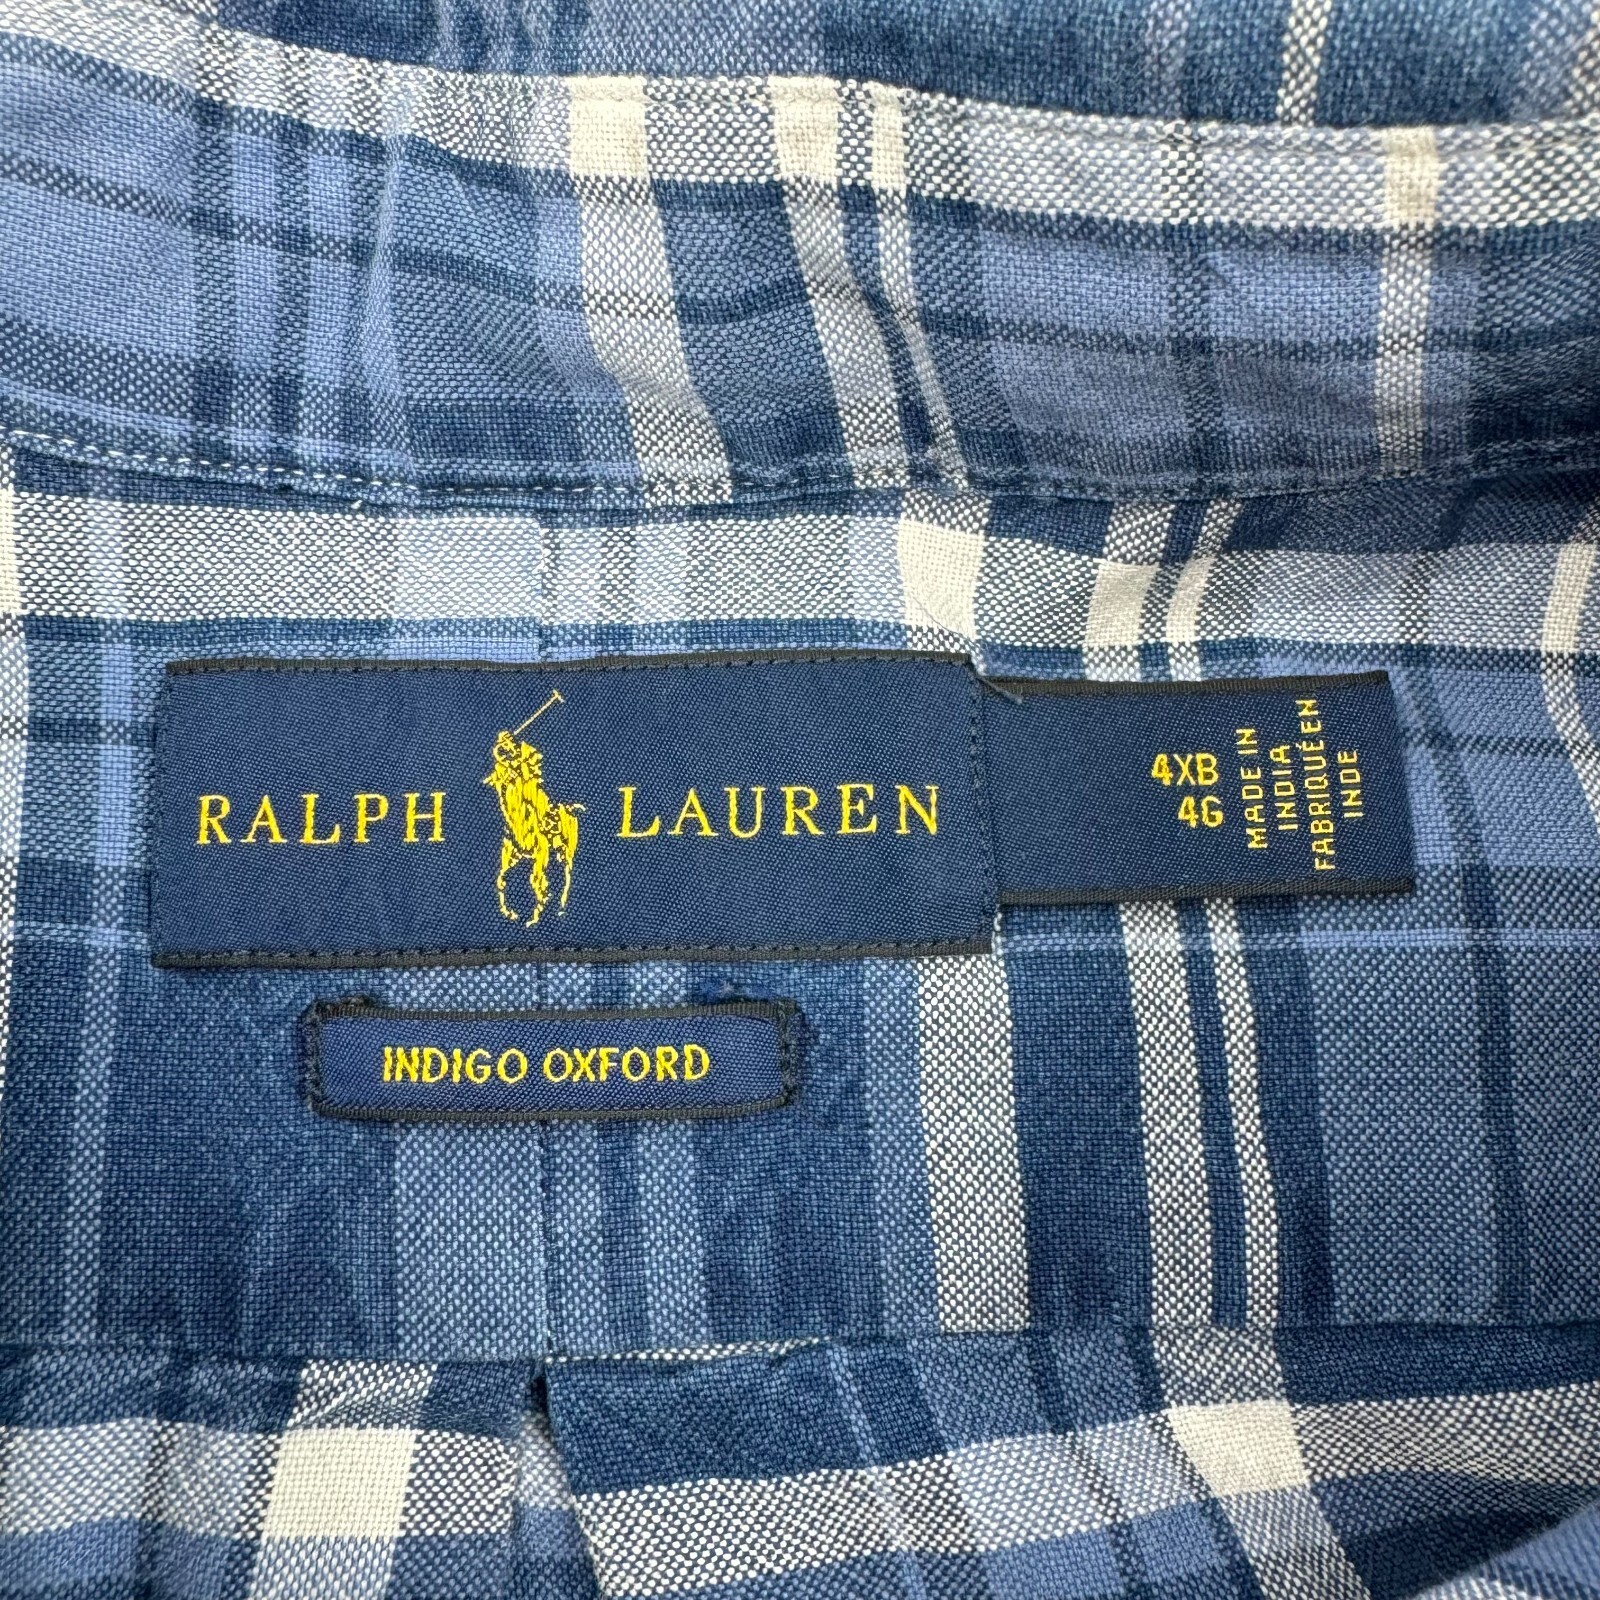 RALPH LAUREN
4XB
4G
MADE IN
INDIA
FABRIQUÉ EN
INDE
INDIGO OXFORD